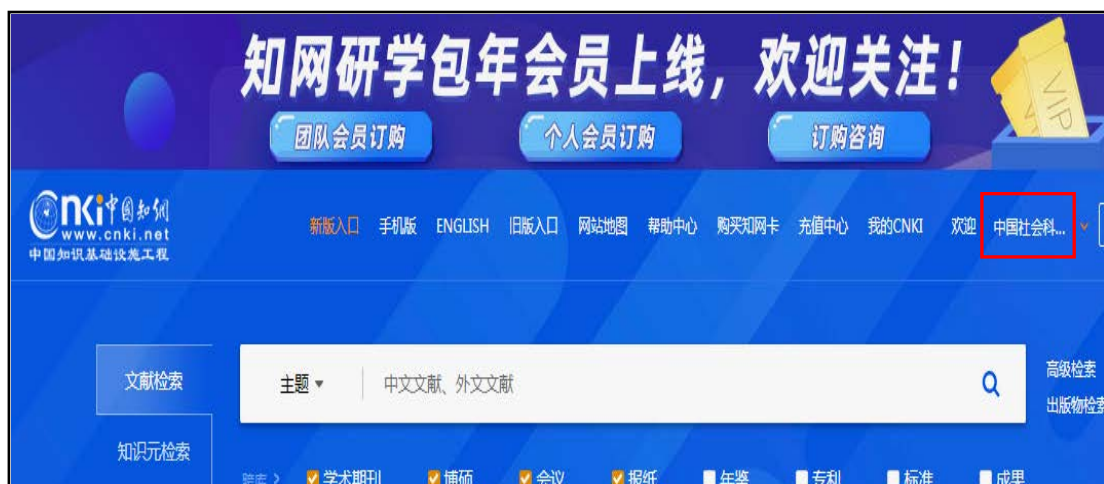 知网研学包年会员上线，欢迎关注！
团队会员订购 个人会员订购 订购咨询
VIP
Cnki中国知网
www.cnki.net
中国知识基础设施工程
新版入口 手机版 ENGLISH 旧版入口 网站地图 帮助中心 购买知网卡 充值中心 我的CNKI 欢迎 中国社会科...
文献检索
主题 中文文献、外文文献
高级检索
出版物检索
知识元检索
跨库 > 学术期刊 博硕 会议 报纸 年鉴 专利 标准 成果